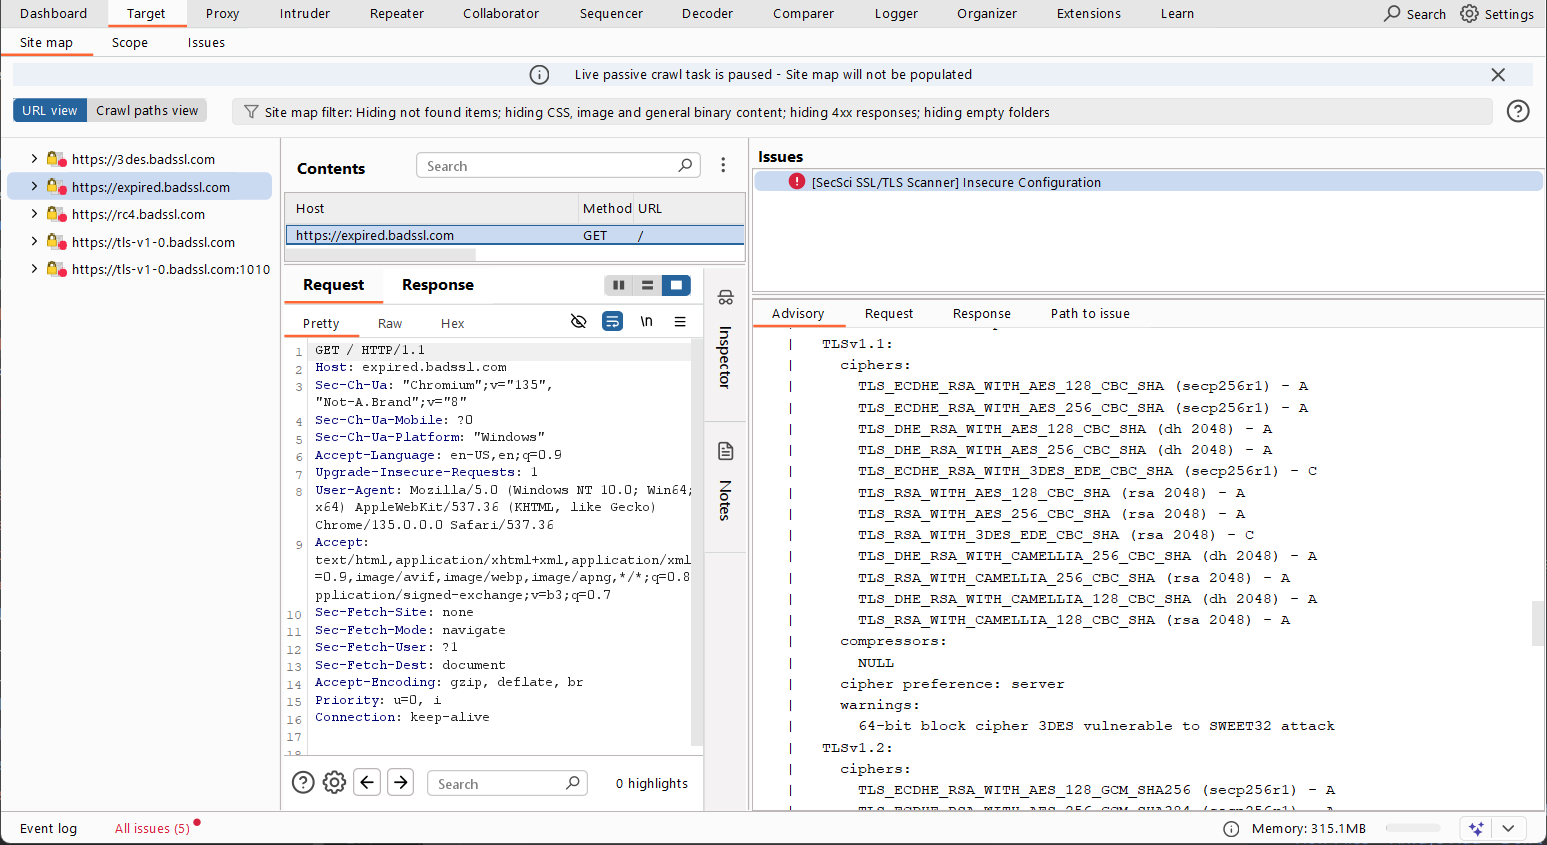 Dashboard Target Proxy Intruder Repeater Collaborator Sequencer Decoder Comparer Logger Organizer Extensions Learn Search Settings
Site map Scope Issues
Live passive crawl task is paused - Site map will not be populated
URL view Crawl paths view Site map filter: Hiding not found items; hiding CSS, image and general binary content; hiding 4xx responses; hiding empty folders
https://3des.badssl.com
https://expired.badssl.com
https://rc4.badssl.com
https://tls-v1-0.badssl.com
https://tls-v1-0.badssl.com:1010
Contents Search
Host Method URL
https://expired.badssl.com GET /
Request Response
Pretty Raw Hex \n
1 GET / HTTP/1.1
2 Host: expired.badssl.com
3 Sec-Ch-Ua: "Chromium";v="135",
"Not-A.Brand";v="8"
4 Sec-Ch-Ua-Mobile: ?0
5 Sec-Ch-Ua-Platform: "Windows"
6 Accept-Language: en-US,en;q=0.9
7 Upgrade-Insecure-Requests: 1
8 User-Agent: Mozilla/5.0 (Windows NT 10.0; Win64;
x64) AppleWebKit/537.36 (KHTML, like Gecko)
Chrome/135.0.0.0 Safari/537.36
9 Accept:
text/html,application/xhtml+xml,application/xml
=0.9,image/avif,image/webp,image/apng,*/*;q=0.8
pplication/signed-exchange;v=b3;q=0.7
10 Sec-Fetch-Site: none
11 Sec-Fetch-Mode: navigate
12 Sec-Fetch-User: ?1
13 Sec-Fetch-Dest: document
14 Accept-Encoding: gzip, deflate, br
15 Priority: u=0, i
16 Connection: keep-alive
17
18
Search 0 highlights
Inspector
Notes
Issues
[SecSci SSL/TLS Scanner] Insecure Configuration
Advisory Request Response Path to issue
| TLSv1.1:
| ciphers:
| TLS_ECDHE_RSA_WITH_AES_128_CBC_SHA (secp256r1) - A
| TLS_ECDHE_RSA_WITH_AES_256_CBC_SHA (secp256r1) - A
| TLS_DHE_RSA_WITH_AES_128_CBC_SHA (dh 2048) - A
| TLS_DHE_RSA_WITH_AES_256_CBC_SHA (dh 2048) - A
| TLS_ECDHE_RSA_WITH_3DES_EDE_CBC_SHA (secp256r1) - C
| TLS_RSA_WITH_AES_128_CBC_SHA (rsa 2048) - A
| TLS_RSA_WITH_AES_256_CBC_SHA (rsa 2048) - A
| TLS_RSA_WITH_3DES_EDE_CBC_SHA (rsa 2048) - C
| TLS_DHE_RSA_WITH_CAMELLIA_256_CBC_SHA (dh 2048) - A
| TLS_RSA_WITH_CAMELLIA_256_CBC_SHA (rsa 2048) - A
| TLS_DHE_RSA_WITH_CAMELLIA_128_CBC_SHA (dh 2048) - A
| TLS_RSA_WITH_CAMELLIA_128_CBC_SHA (rsa 2048) - A
| compressors:
| NULL
| cipher preference: server
| warnings:
| 64-bit block cipher 3DES vulnerable to SWEET32 attack
| TLSv1.2:
| ciphers:
| TLS_ECDHE_RSA_WITH_AES_128_GCM_SHA256 (secp256r1) - A
| TLS_ECDHE_RSA_WITH_AES_256_GCM_SHA384 (secp256r1) - A
Event log All issues (5) Memory: 315.1MB